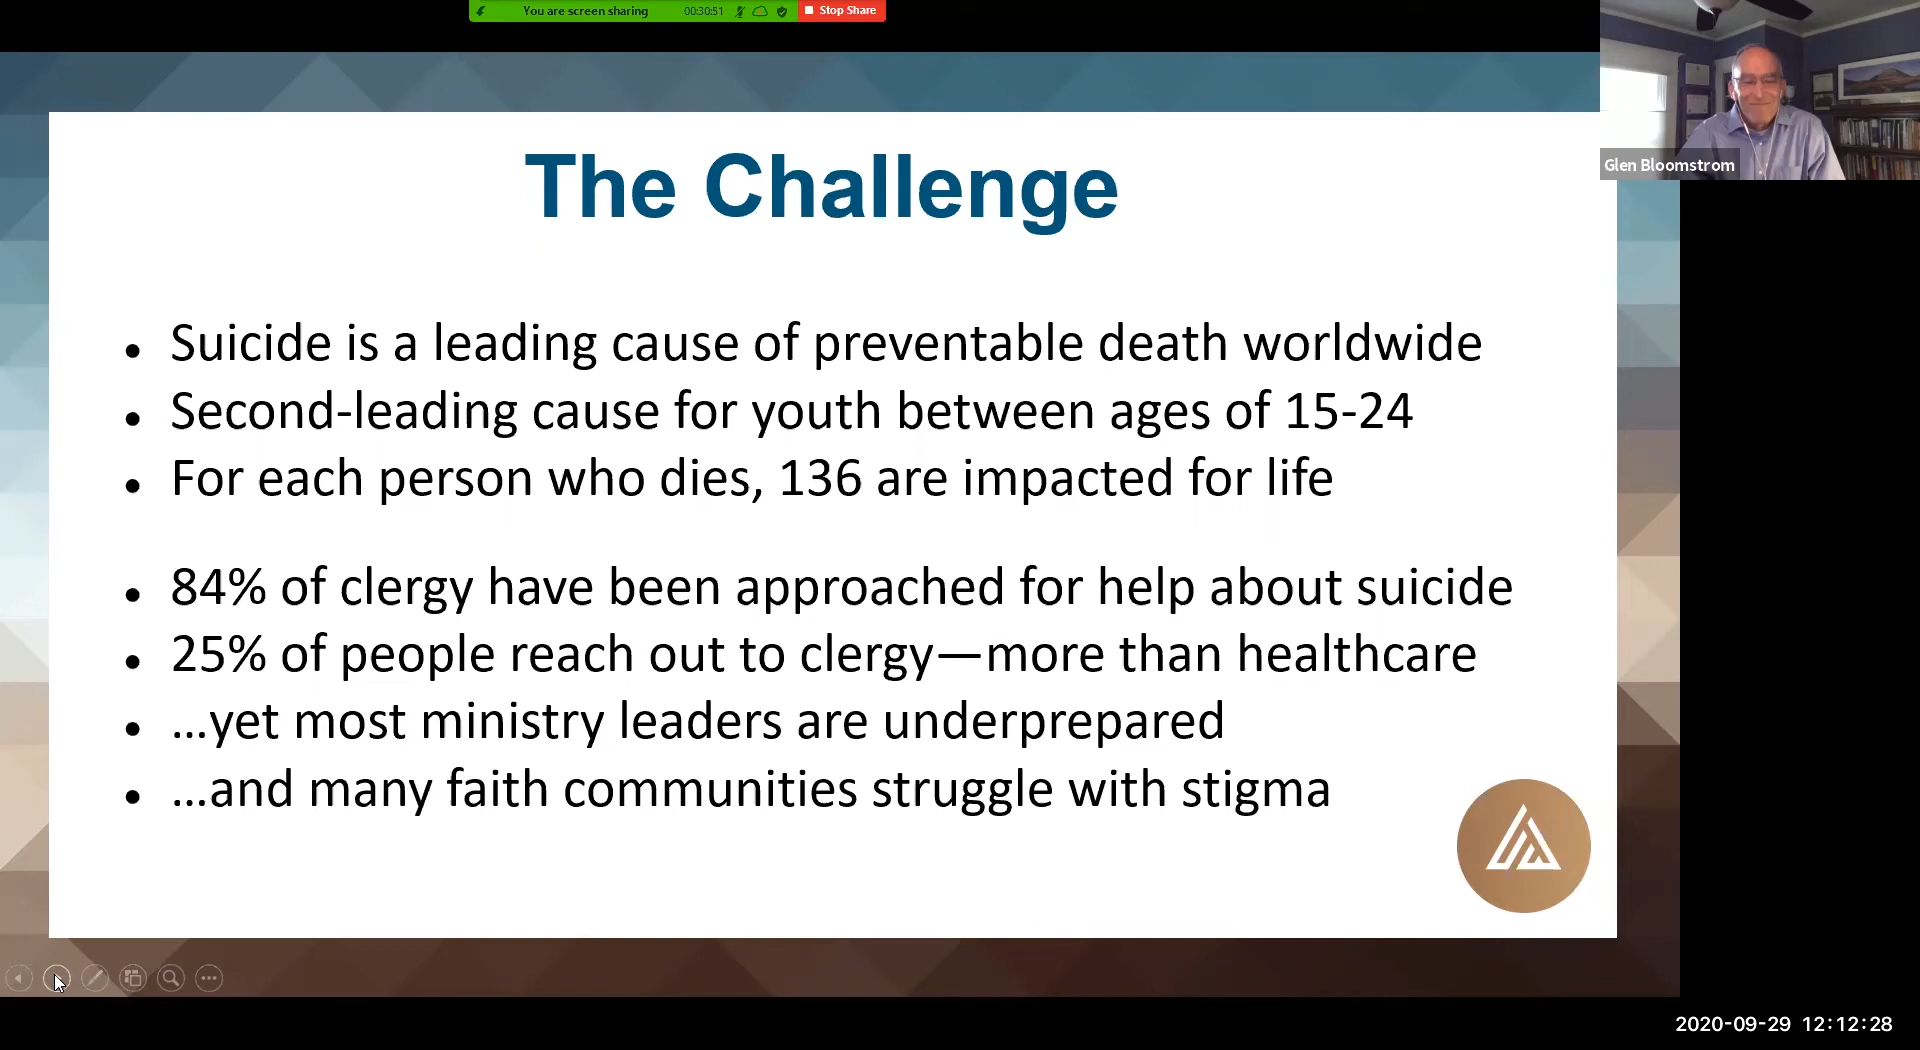 You are screen sharing 00:30:51 Stop Share
Glen Bloomstrom
The Challenge
• Suicide is a leading cause of preventable death worldwide
• Second-leading cause for youth between ages of 15-24
• For each person who dies, 136 are impacted for life
• 84% of clergy have been approached for help about suicide
• 25% of people reach out to clergy—more than healthcare
• ...yet most ministry leaders are underprepared
• ...and many faith communities struggle with stigma
2020-09-29 12:12:28